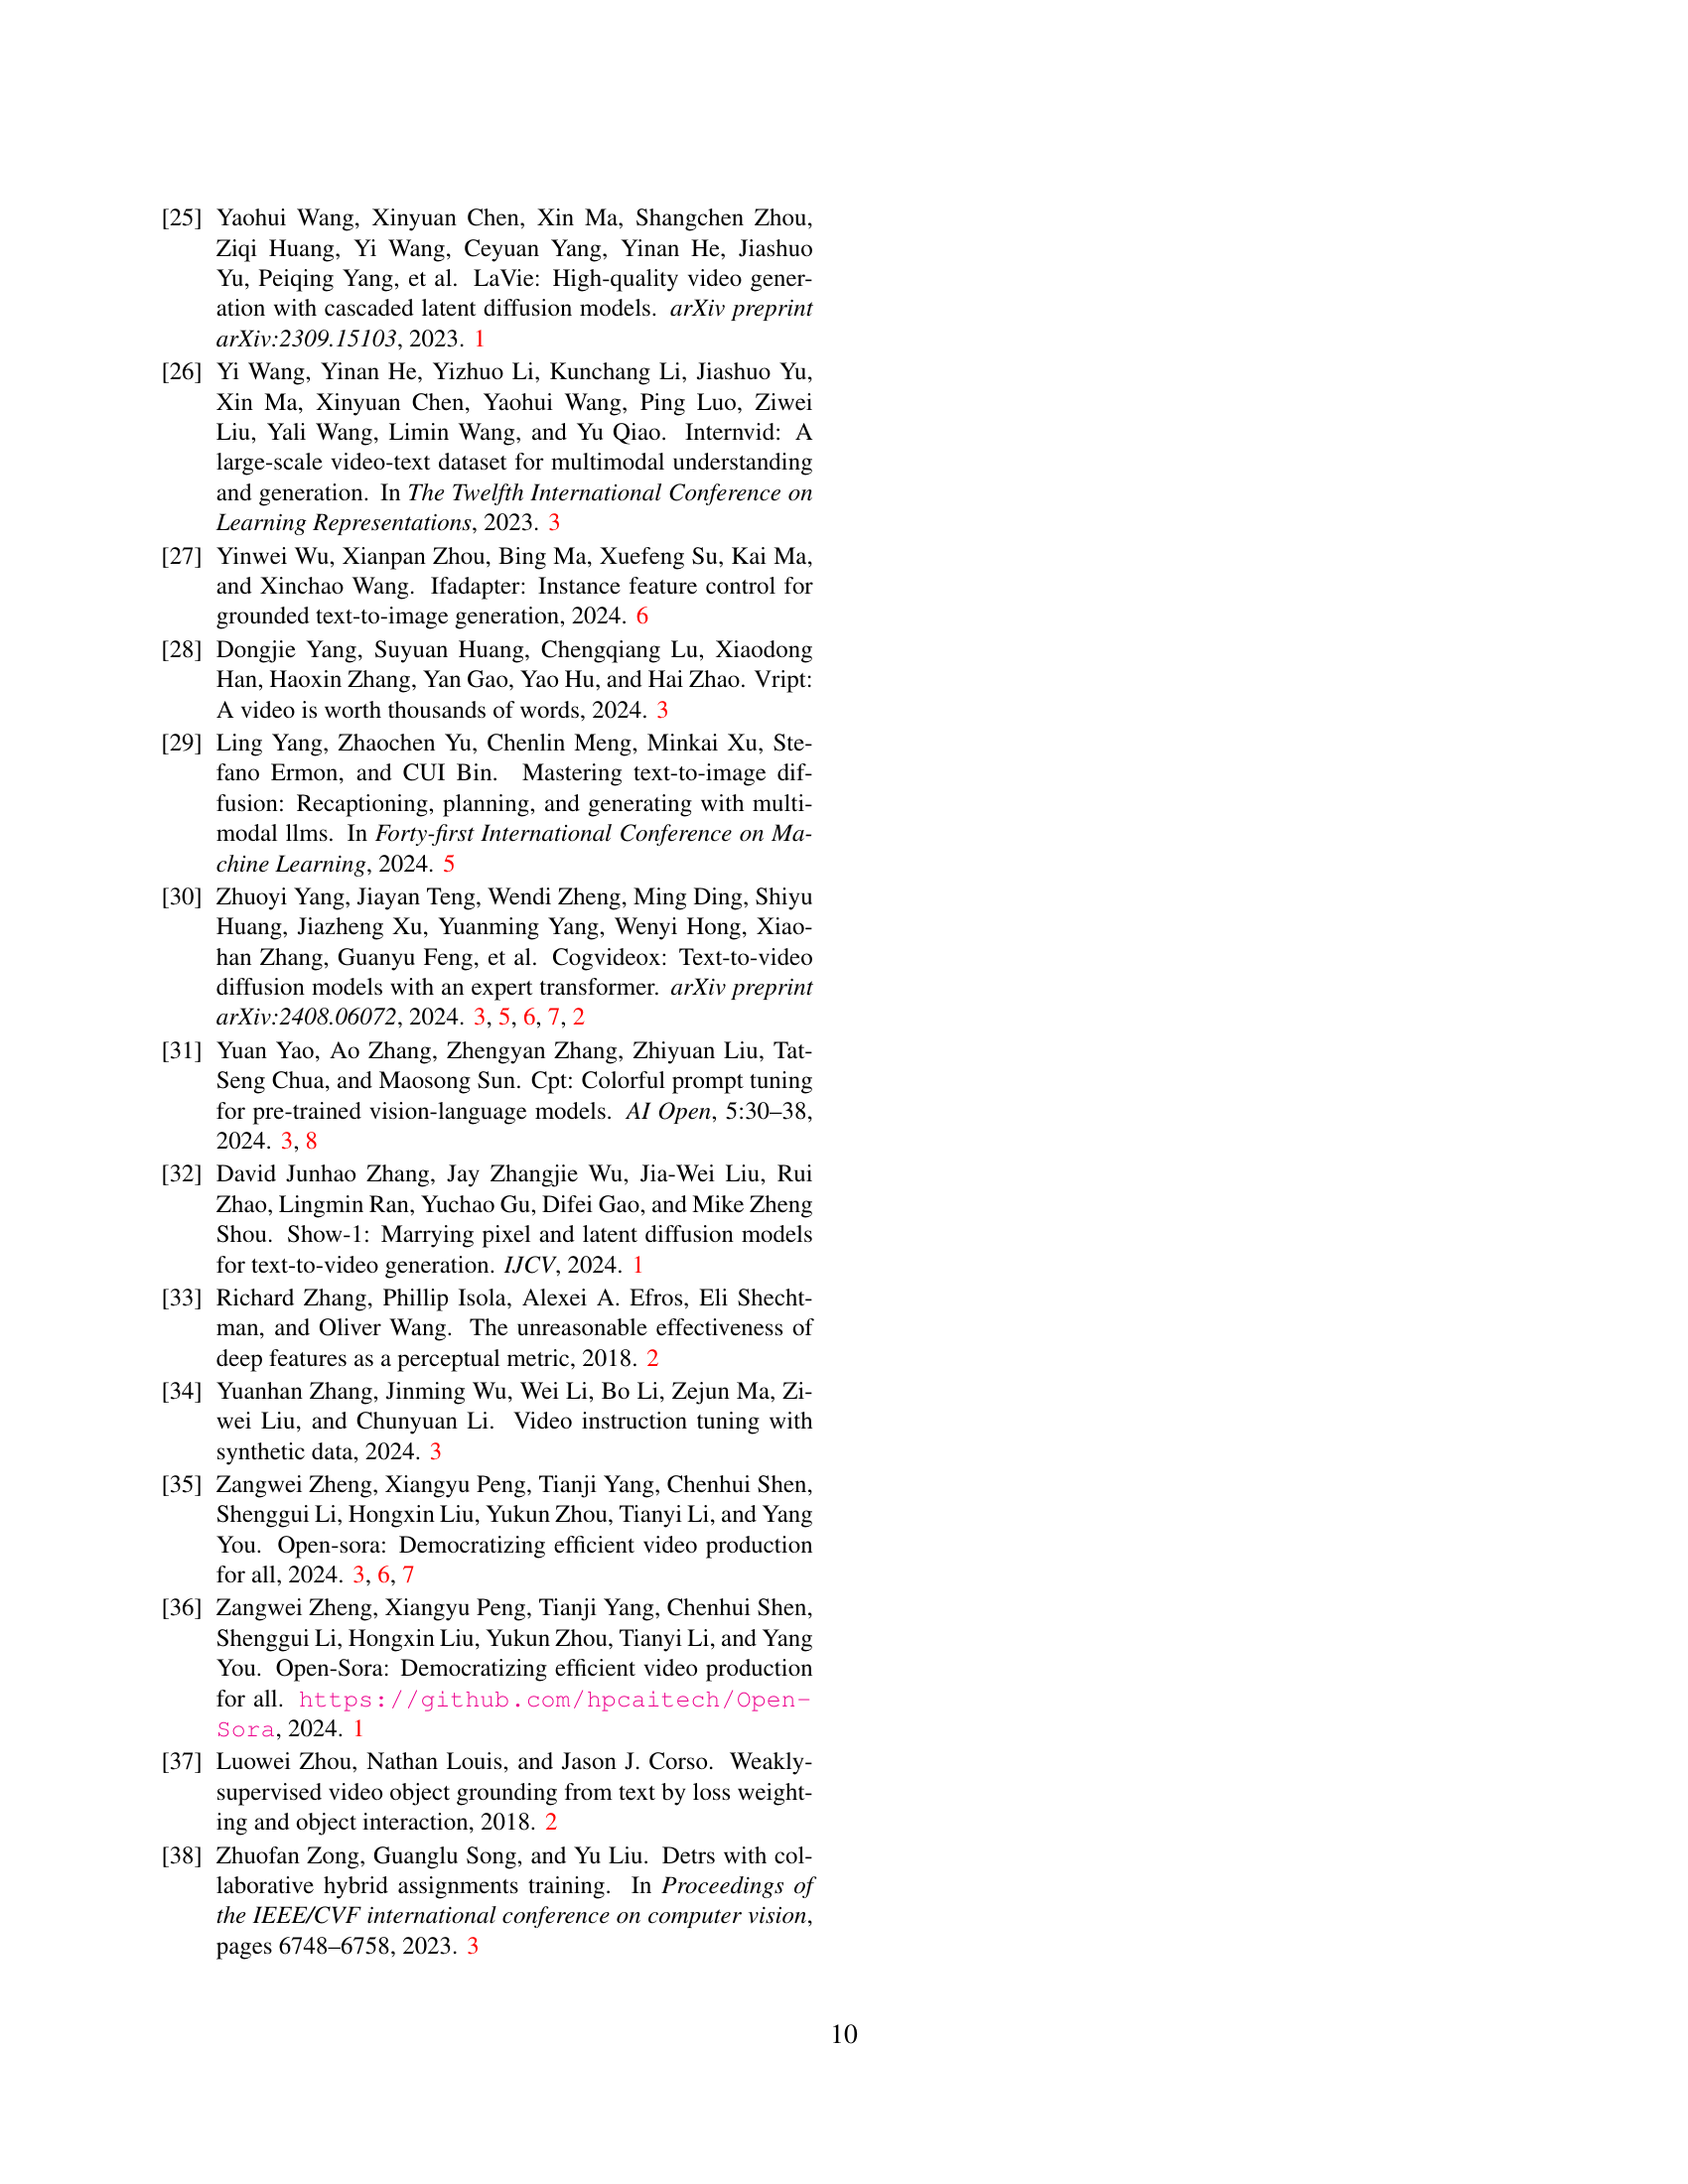 [25] Yaohui Wang, Xinyuan Chen, Xin Ma, Shangchen Zhou,
Ziqi Huang, Yi Wang, Ceyuan Yang, Yinan He, Jiashuo
Yu, Peiqing Yang, et al. LaVie: High-quality video gener-
ation with cascaded latent diffusion models. arXiv preprint
arXiv:2309.15103, 2023. 1
[26] Yi Wang, Yinan He, Yizhuo Li, Kunchang Li, Jiashuo Yu,
Xin Ma, Xinyuan Chen, Yaohui Wang, Ping Luo, Ziwei
Liu, Yali Wang, Limin Wang, and Yu Qiao. Internvid: A
large-scale video-text dataset for multimodal understanding
and generation. In The Twelfth International Conference on
Learning Representations, 2023. 3
[27] Yinwei Wu, Xianpan Zhou, Bing Ma, Xuefeng Su, Kai Ma,
and Xinchao Wang. Ifadapter: Instance feature control for
grounded text-to-image generation, 2024. 6
[28] Dongjie Yang, Suyuan Huang, Chengqiang Lu, Xiaodong
Han, Haoxin Zhang, Yan Gao, Yao Hu, and Hai Zhao. Vript:
A video is worth thousands of words, 2024. 3
[29] Ling Yang, Zhaochen Yu, Chenlin Meng, Minkai Xu, Ste-
fano Ermon, and CUI Bin. Mastering text-to-image dif-
fusion: Recaptioning, planning, and generating with multi-
modal llms. In Forty-first International Conference on Ma-
chine Learning, 2024. 5
[30] Zhuoyi Yang, Jiayan Teng, Wendi Zheng, Ming Ding, Shiyu
Huang, Jiazheng Xu, Yuanming Yang, Wenyi Hong, Xiao-
han Zhang, Guanyu Feng, et al. Cogvideox: Text-to-video
diffusion models with an expert transformer. arXiv preprint
arXiv:2408.06072, 2024. 3, 5, 6, 7, 2
[31] Yuan Yao, Ao Zhang, Zhengyan Zhang, Zhiyuan Liu, Tat-
Seng Chua, and Maosong Sun. Cpt: Colorful prompt tuning
for pre-trained vision-language models. AI Open, 5:30–38,
2024. 3, 8
[32] David Junhao Zhang, Jay Zhangjie Wu, Jia-Wei Liu, Rui
Zhao, Lingmin Ran, Yuchao Gu, Difei Gao, and Mike Zheng
Shou. Show-1: Marrying pixel and latent diffusion models
for text-to-video generation. IJCV, 2024. 1
[33] Richard Zhang, Phillip Isola, Alexei A. Efros, Eli Shecht-
man, and Oliver Wang. The unreasonable effectiveness of
deep features as a perceptual metric, 2018. 2
[34] Yuanhan Zhang, Jinming Wu, Wei Li, Bo Li, Zejun Ma, Zi-
wei Liu, and Chunyuan Li. Video instruction tuning with
synthetic data, 2024. 3
[35] Zangwei Zheng, Xiangyu Peng, Tianji Yang, Chenhui Shen,
Shenggui Li, Hongxin Liu, Yukun Zhou, Tianyi Li, and Yang
You. Open-sora: Democratizing efficient video production
for all, 2024. 3, 6, 7
[36] Zangwei Zheng, Xiangyu Peng, Tianji Yang, Chenhui Shen,
Shenggui Li, Hongxin Liu, Yukun Zhou, Tianyi Li, and Yang
You. Open-Sora: Democratizing efficient video production
for all. https://github.com/hpcaitech/Open-
Sora, 2024. 1
[37] Luowei Zhou, Nathan Louis, and Jason J. Corso. Weakly-
supervised video object grounding from text by loss weight-
ing and object interaction, 2018. 2
[38] Zhuofan Zong, Guanglu Song, and Yu Liu. Detrs with col-
laborative hybrid assignments training. In Proceedings of
the IEEE/CVF international conference on computer vision,
pages 6748–6758, 2023. 3
10